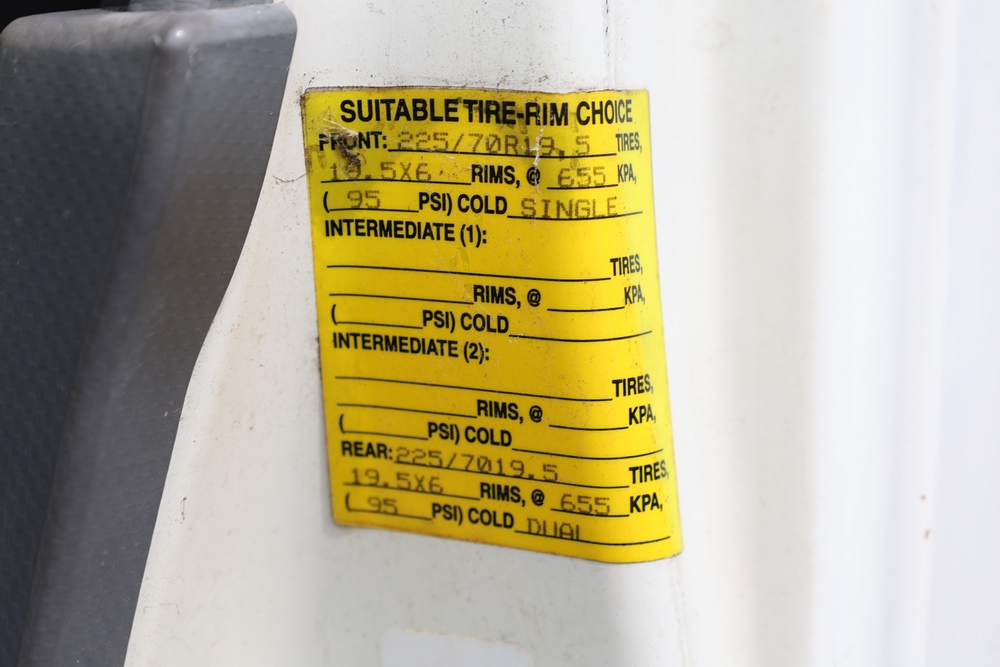 SUITABLE TIRE-RIM CHOICE
FRONT: 225/70R19.5 TIRES,
19.5X6 RIMS, @ 655 KPA,
( 95 PSI) COLD SINGLE
INTERMEDIATE (1):
TIRES,
RIMS, @ KPA,
( PSI) COLD
INTERMEDIATE (2):
TIRES,
RIMS, @ KPA,
( PSI) COLD
REAR: 225/7019.5 TIRES,
19.5X6 RIMS, @ 655 KPA,
( 95 PSI) COLD DUAL